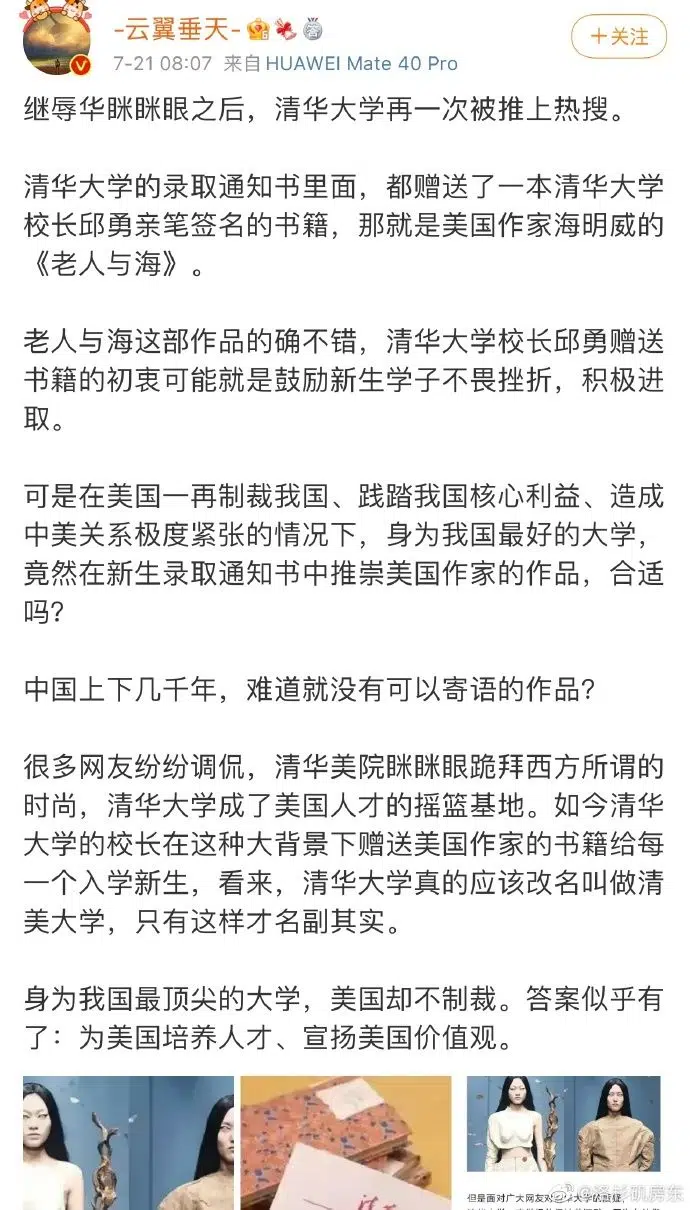 -云翼垂天-
+关注
7-21 08:07 来自 HUAWEI Mate 40 Pro
继辱华眯眯眼之后，清华大学再一次被推上热搜。
清华大学的录取通知书里面，都赠送了一本清华大学
校长邱勇亲笔签名的书籍，那就是美国作家海明威的
《老人与海》。
老人与海这部作品的确不错，清华大学校长邱勇赠送
书籍的初衷可能就是鼓励新生学子不畏挫折，积极进
取。
可是在美国一再制裁我国、践踏我国核心利益、造成
中美关系极度紧张的情况下，身为我国最好的大学，
竟然在新生录取通知书中推崇美国作家的作品，合适
吗？
中国上下几千年，难道就没有可以寄语的作品？
很多网友纷纷调侃，清华美院眯眯眼跪拜西方所谓的
时尚，清华大学成了美国人才的摇篮基地。如今清华
大学的校长在这种大背景下赠送美国作家的书籍给每
一个入学新生，看来，清华大学真的应该改名叫做清
美大学，只有这样才名副其实。
身为我国最顶尖的大学，美国却不制裁。答案似乎有
了：为美国培养人才、宣扬美国价值观。
但是面对广大网友对
@洛杉矶房东